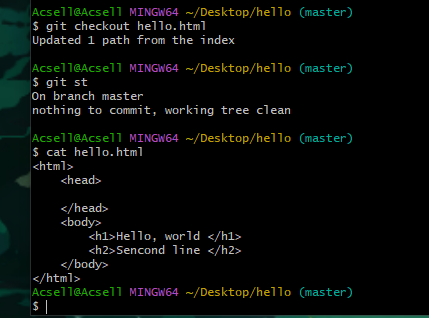 Acsell@Acsell MINGW64 ~/Desktop/hello (master)
$ git checkout hello.html
Updated 1 path from the index

Acsell@Acsell MINGW64 ~/Desktop/hello (master)
$ git st
On branch master
nothing to commit, working tree clean

Acsell@Acsell MINGW64 ~/Desktop/hello (master)
$ cat hello.html
<html>
    <head>

    </head>
    <body>
        <h1>Hello, world </h1>
        <h2>Sencond line </h2>
    </body>
</html>
Acsell@Acsell MINGW64 ~/Desktop/hello (master)
$